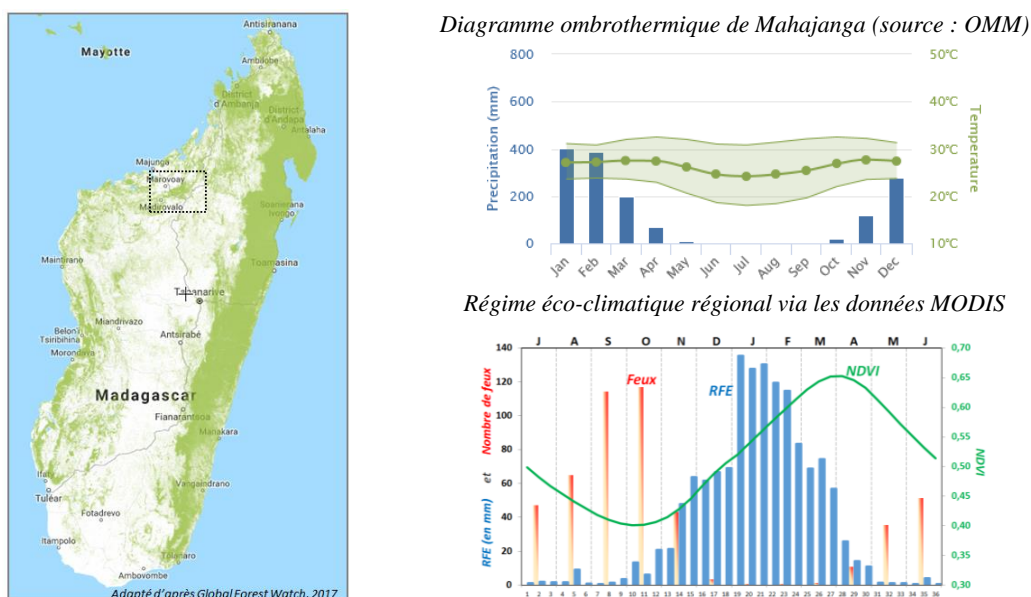 Antisiranana
Mayotte
Ambilobe
District
d'Ambanja
District
d'Andapa
Antalaha
Majunga
Marovoay
Madirovalo
Soanierana
Ivongo
Maintirano
Toamasina
Tananarive
Miandrivazo
Belon'i
Tsiribihina
Antsirabé
Morondava
Madagascar
Fianarantsoa
Manakara
Ifaty
Vangaindrano
Tuléar
Fotadrevo
Itampolo
Tolanaro
Ambovombe
Adapté d'après Global Forest Watch, 2017
Diagramme ombrothermique de Mahajanga (source : OMM)
800
600
400
200
0
Precipitation (mm)
50°C
40°C
30°C
20°C
10°C
Temperature
Jan Feb Mar Apr May Jun Jul Aug Sep Oct Nov Dec
Régime éco-climatique régional via les données MODIS
J A S O N D J F M A M J
140
120
100
80
60
40
20
0
RFE (en mm) et Nombre de feux
Feux
RFE
NDVI
0,70
0,65
0,60
0,55
0,50
0,45
0,40
0,35
0,30
NDVI
1 2 3 4 5 6 7 8 9 10 11 12 13 14 15 16 17 18 19 20 21 22 23 24 25 26 27 28 29 30 31 32 33 34 35 36